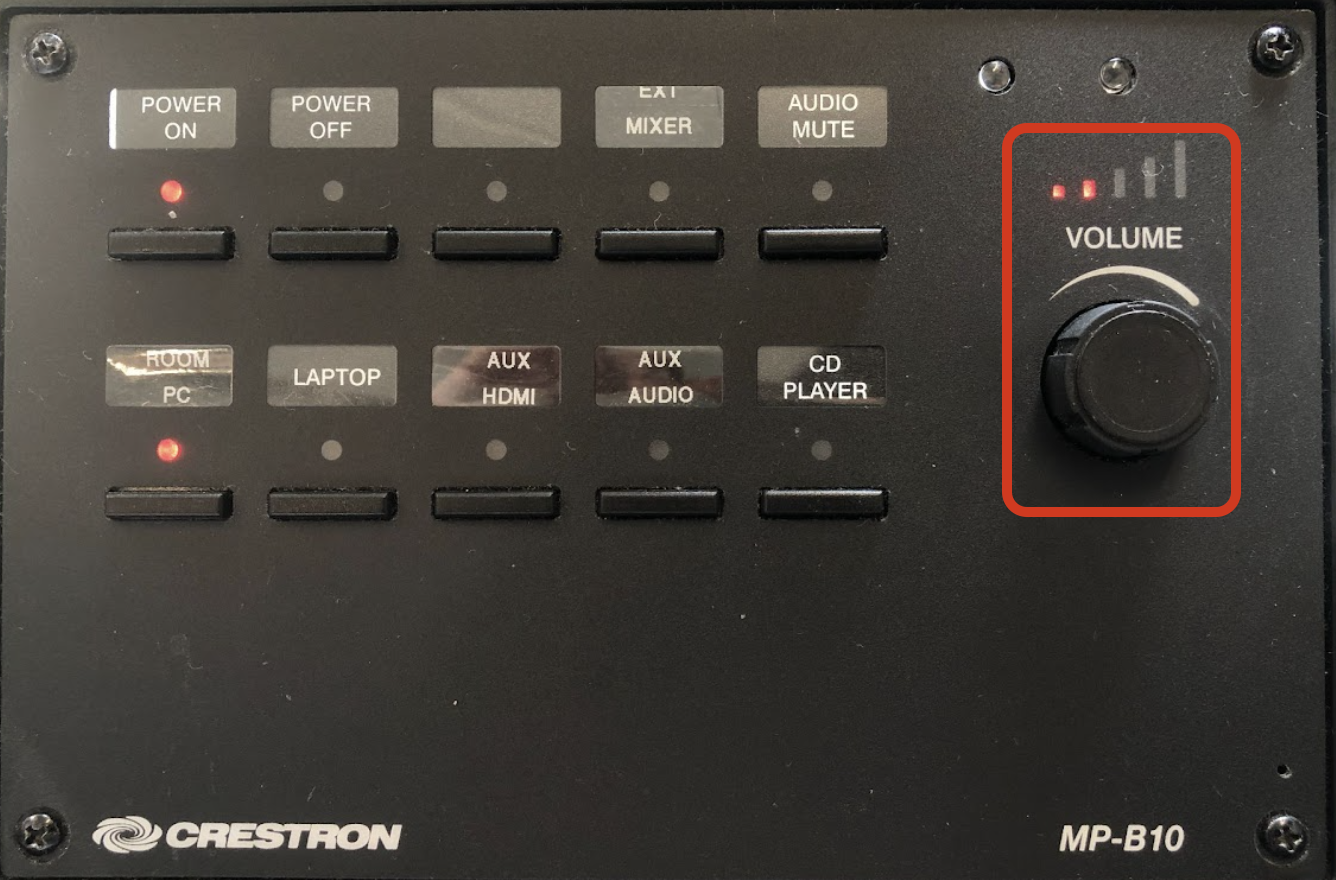 POWER
ON
POWER
OFF
EXT
MIXER
AUDIO
MUTE
VOLUME
ROOM
PC
LAPTOP
AUX
HDMI
AUX
AUDIO
CD
PLAYER
CRESTRON
MP-B10